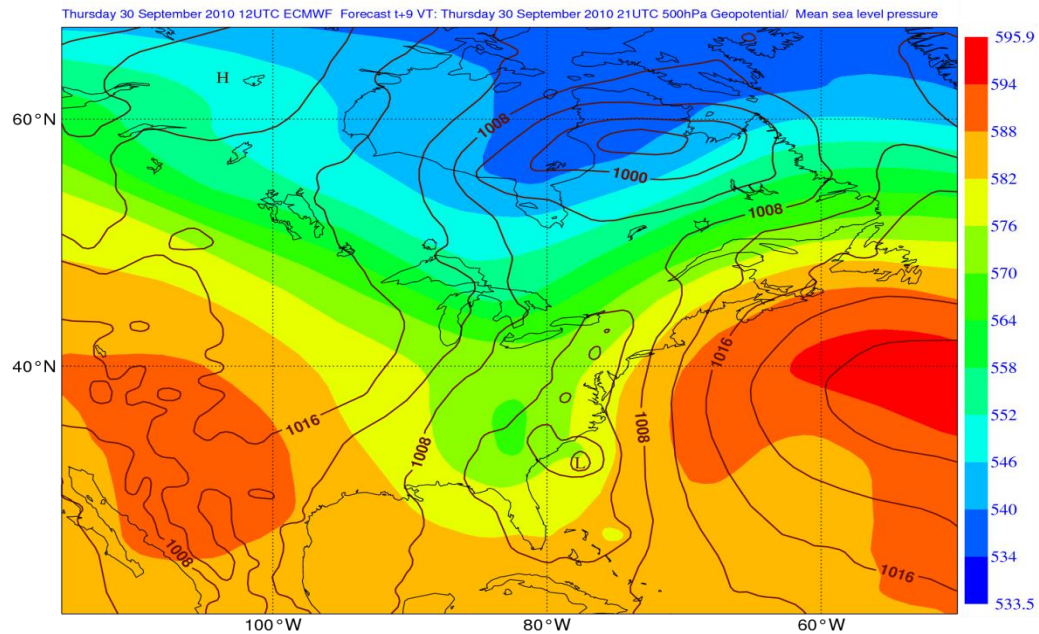 Thursday 30 September 2010 12UTC ECMWF Forecast t+9 VT: Thursday 30 September 2010 21UTC 500hPa Geopotential/ Mean sea level pressure
595.9
594
588
582
576
570
564
558
552
546
540
534
533.5
60°N
40°N
100°W
80°W
60°W
H
1008
1000
1008
1016
1016
1008
1008
L
1008
1016